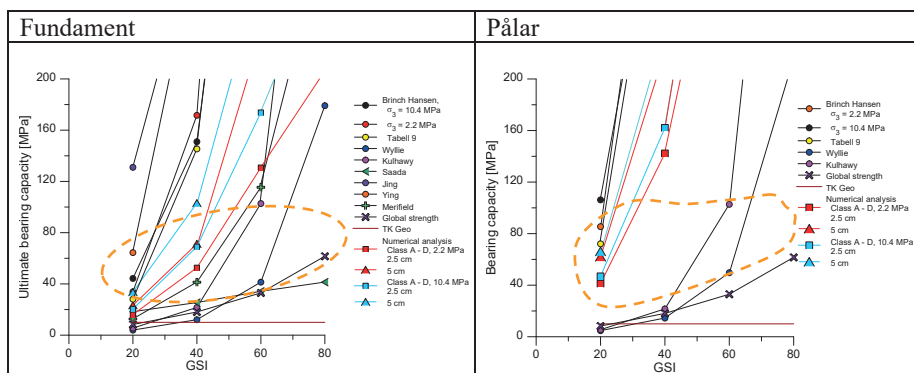 Fundament
Pålar
200
160
120
80
40
0
Ultimate bearing capacity [MPa]
0
20
40
60
80
GSI
Brinch Hansen,
σ3 = 10.4 MPa
σ3 = 2.2 MPa
Tabell 9
Wyllie
Kulhawy
Saada
Jing
Ying
Merifield
Global strength
TK Geo
Numerical analysis
Class A - D, 2.2 MPa
2.5 cm
5 cm
Class A - D, 10.4 MPa
2.5 cm
5 cm
200
160
120
80
40
0
Bearing capacity [MPa]
0
20
40
60
80
GSI
Brinch Hansen
σ3 = 2.2 MPa
σ3 = 10.4 MPa
Tabell 9
Wyllie
Kulhawy
Global strength
TK Geo
Numerical analysis
Class A - D, 2.2 MPa
2.5 cm
5 cm
Class A - D, 10.4 MPa
2.5 cm
5 cm